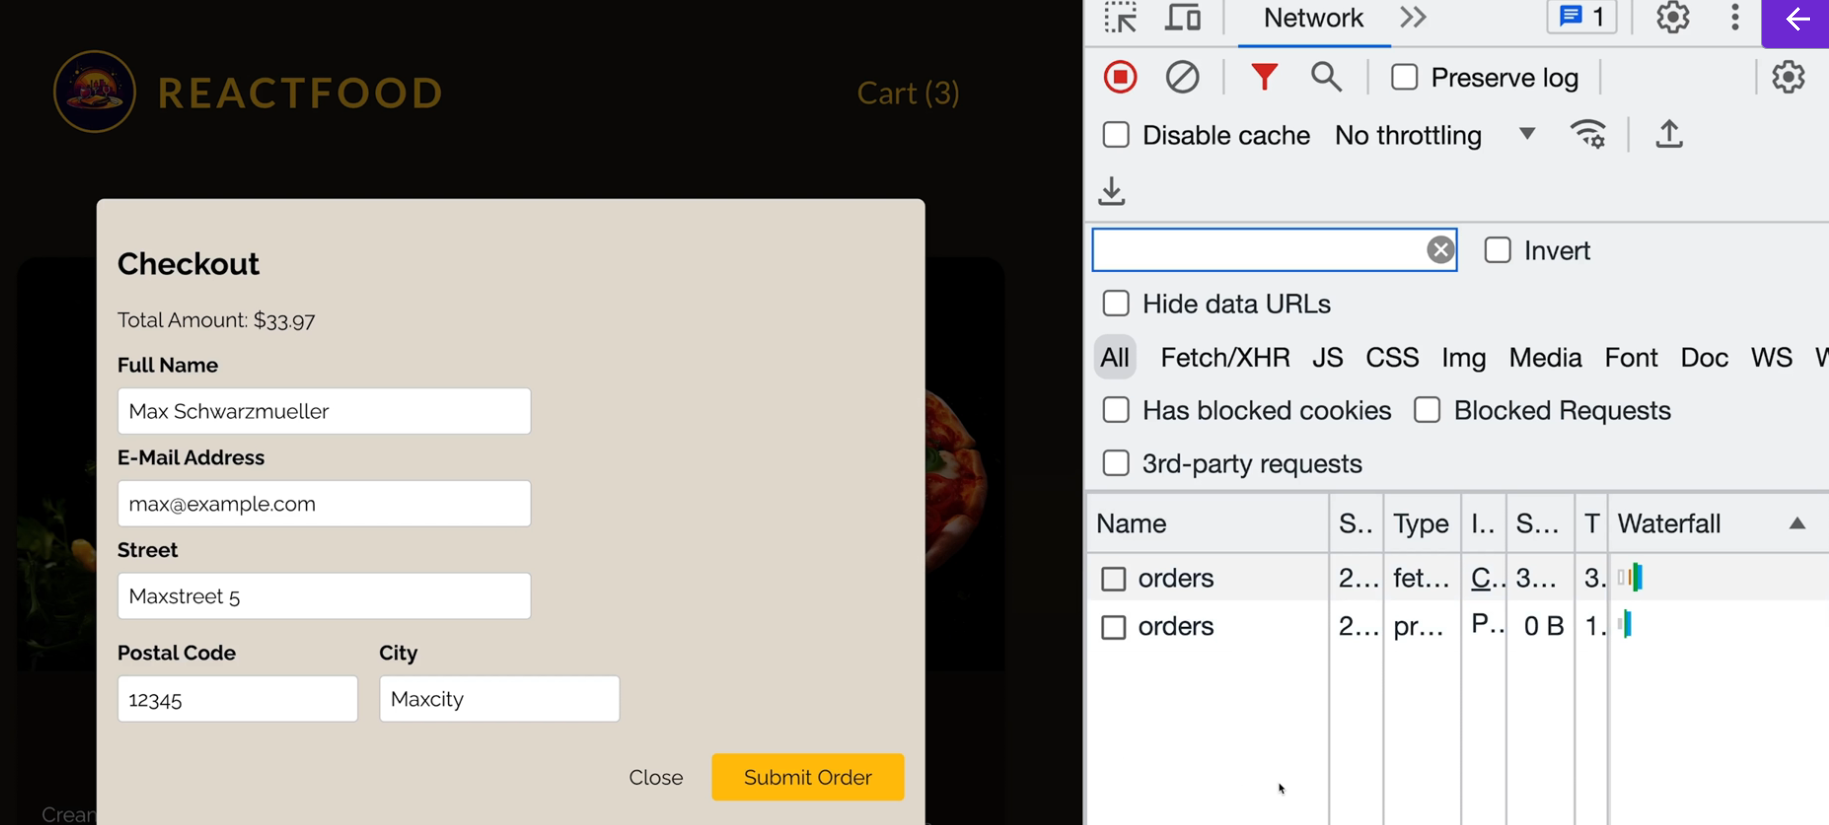 REACTFOOD
Cart (3)
Checkout
Total Amount: $33.97
Full Name
Max Schwarzmueller
E-Mail Address
max@example.com
Street
Maxstreet 5
Postal Code
City
12345
Maxcity
Close
Submit Order
Crean
Network
1
Preserve log
Disable cache
No throttling
Invert
Hide data URLs
All Fetch/XHR JS CSS Img Media Font Doc WS W
Has blocked cookies
Blocked Requests
3rd-party requests
Name S.. Type I.. S... T Waterfall
orders 2... fet... C.. 3... 3.
orders 2... pr... P.. 0 B 1.